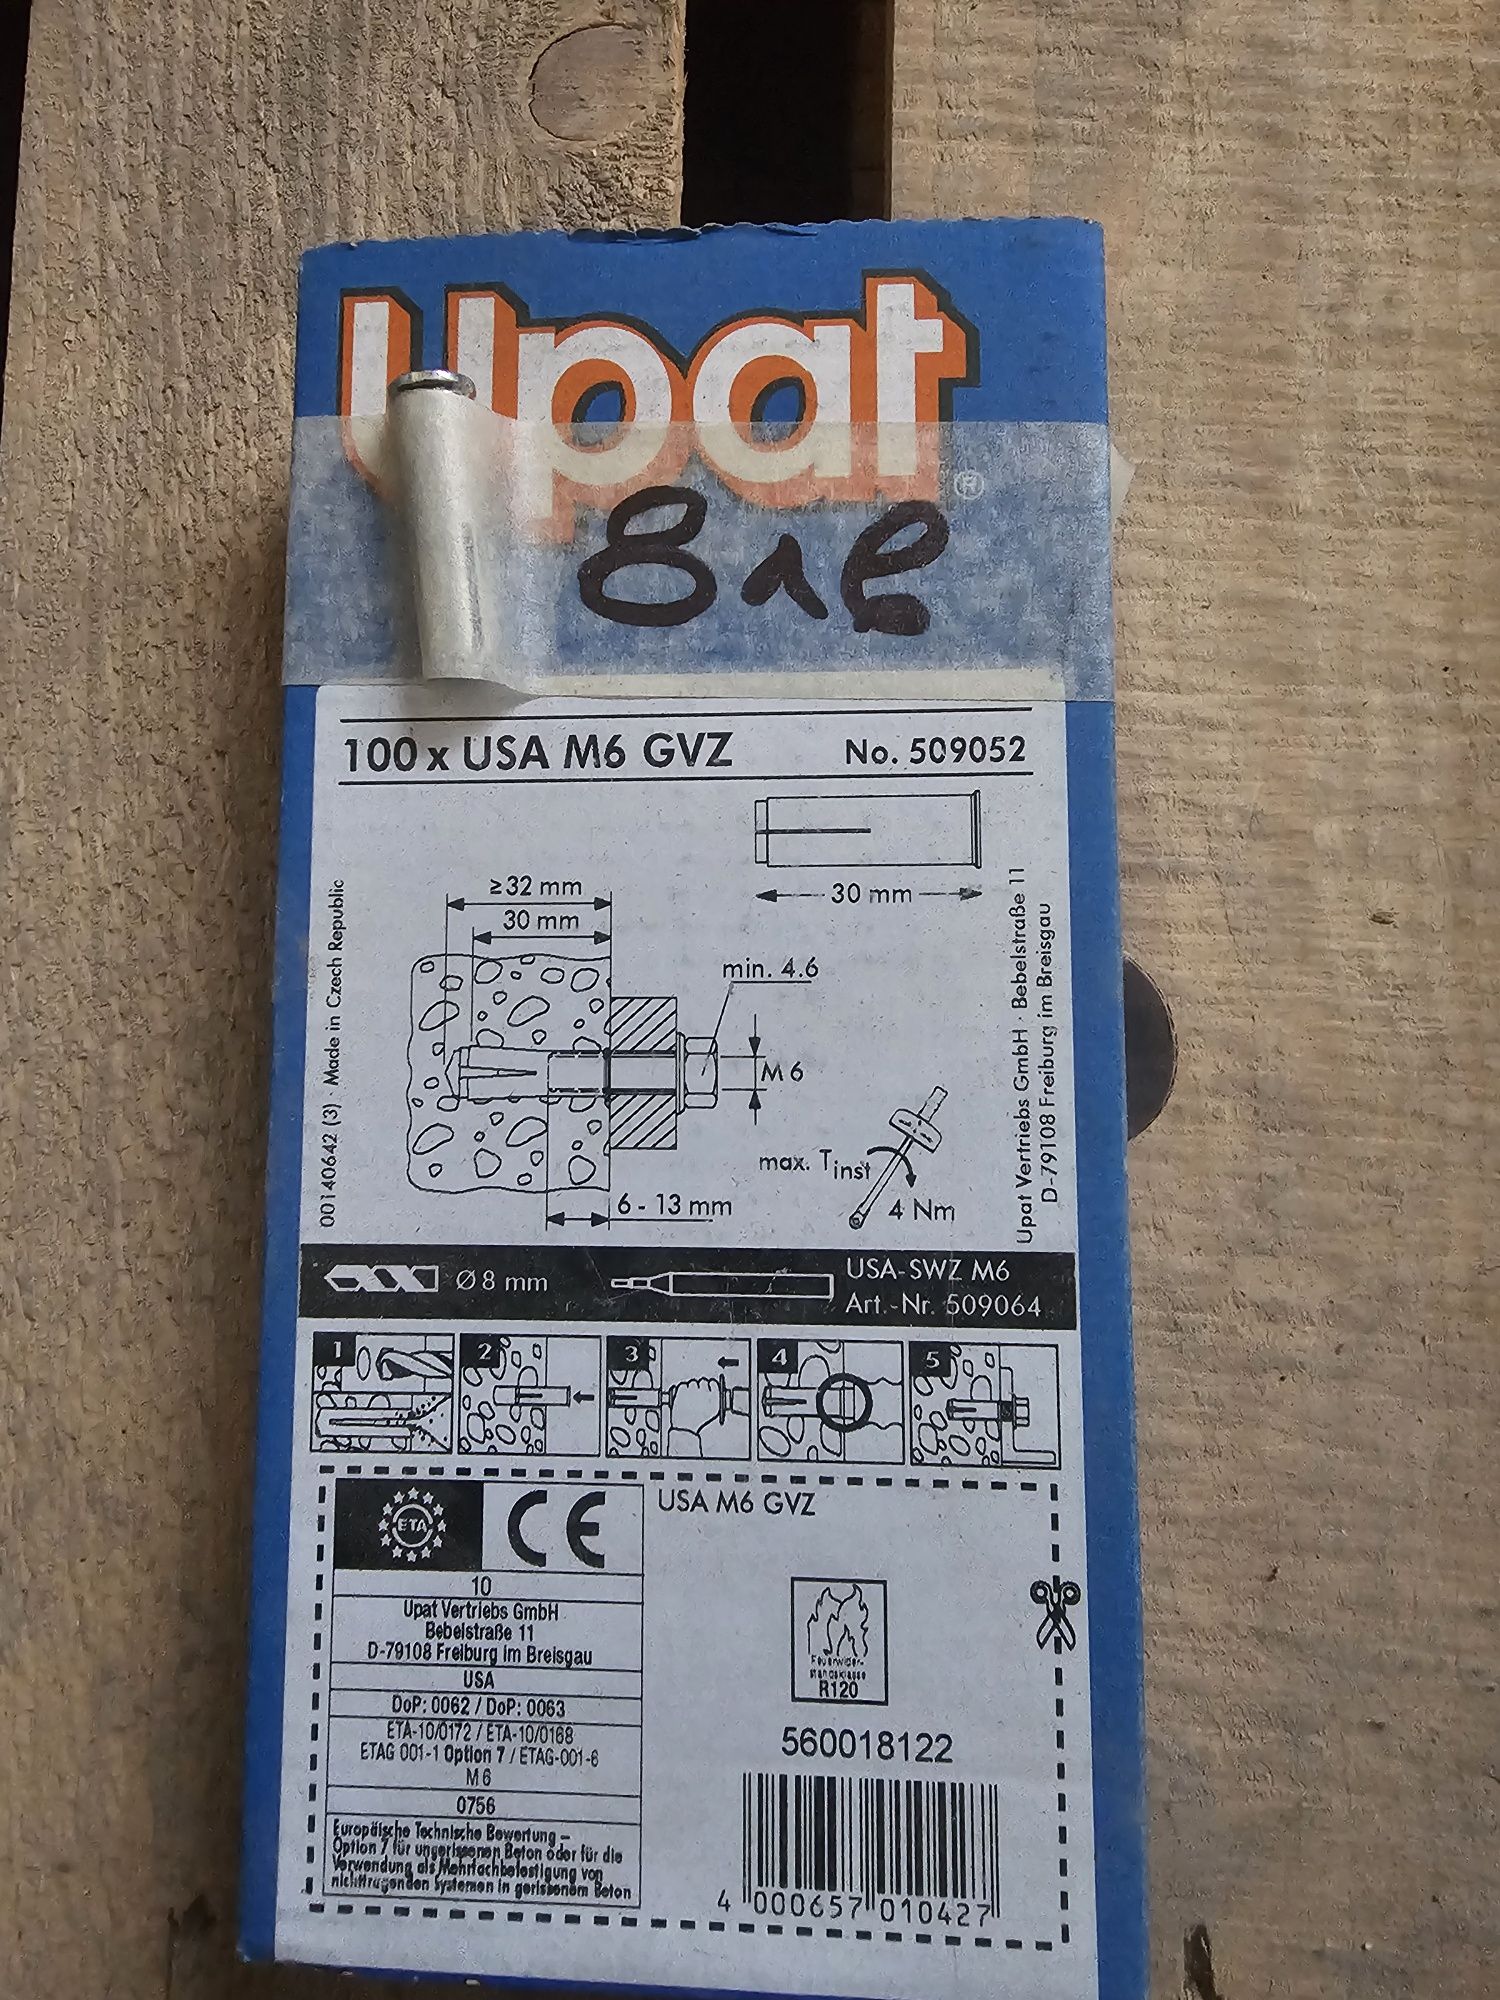 Upat®
100 x USA M6 GVZ
No. 509052
30 mm
≥32 mm
30 mm
min. 4.6
M 6
max. Tinst
4 Nm
6 - 13 mm
00140642 (3) · Made in Czech Republic
Upat Vertriebs GmbH Bebelstraße 11
D-79108 Freiburg im Breisgau
Ø 8 mm
USA-SWZ M6
Art.-Nr. 509064
1 2 3 4 5
ETA
CE
10
Upat Vertriebs GmbH
Bebelstraße 11
D-79108 Freiburg im Breisgau
USA
DoP: 0062 / DoP: 0063
ETA-10/0172 / ETA-10/0168
ETAG 001-1 Option 7 / ETAG-001-6
M 6
0756
Europäische Technische Bewertung –
Option 7 für ungerissenen Beton oder für die
Verwendung als Mehrfachbefestigung von
nichttragenden Systemen in gerissenem Beton
USA M6 GVZ
Feuerwider-
standsklasse
R120
560018122
4 000657 010427